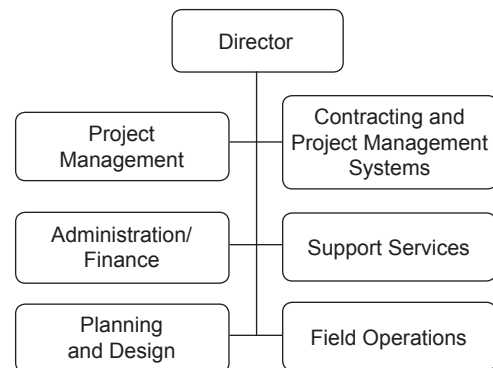 Director
Project
Management
Contracting and
Project Management
Systems
Administration/
Finance
Support Services
Planning
and Design
Field Operations